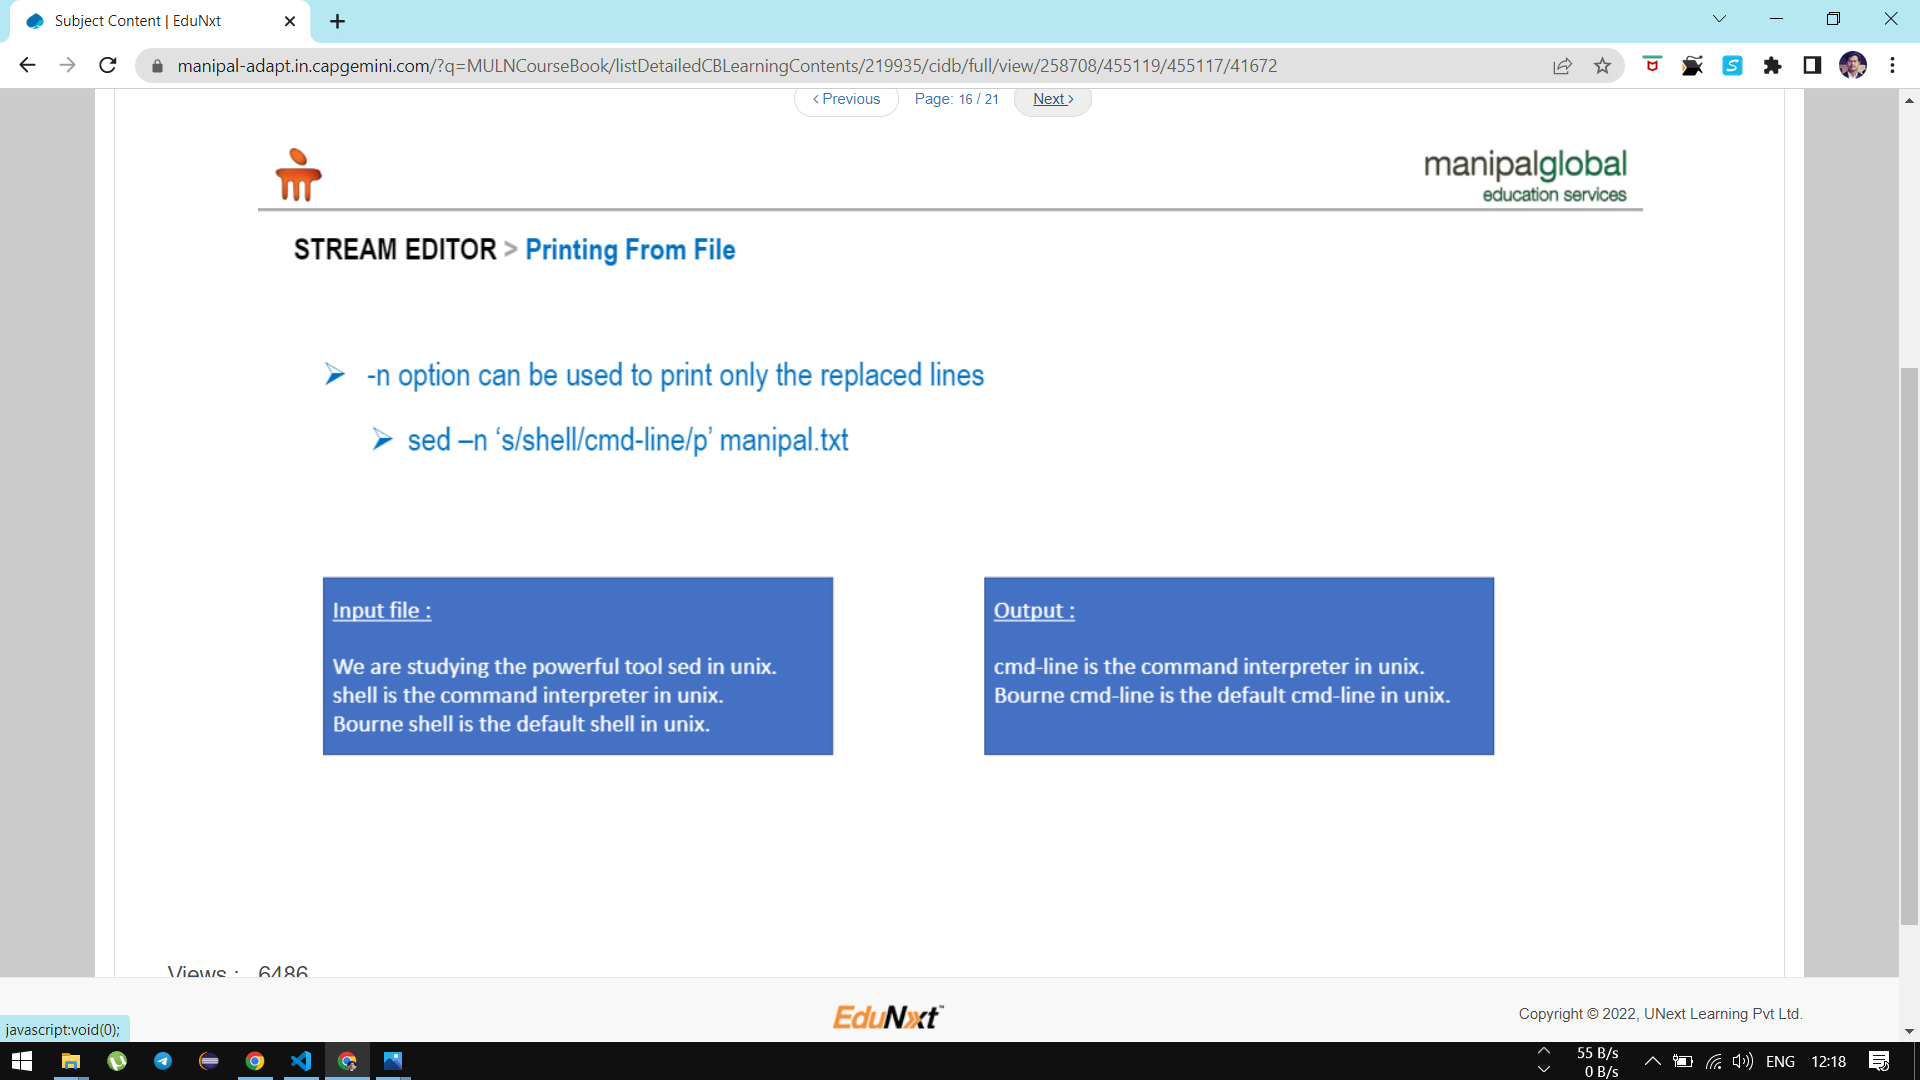 Subject Content | EduNxt
manipal-adapt.in.capgemini.com/?q=MULNCourseBook/listDetailedCBLearningContents/219935/cidb/full/view/258708/455119/455117/41672
‹ Previous Page: 16 / 21 Next ›
manipalglobal
education services
STREAM EDITOR > Printing From File
-n option can be used to print only the replaced lines
sed –n ‘s/shell/cmd-line/p’ manipal.txt
Input file :
We are studying the powerful tool sed in unix.
shell is the command interpreter in unix.
Bourne shell is the default shell in unix.
Output :
cmd-line is the command interpreter in unix.
Bourne cmd-line is the default cmd-line in unix.
Views : 6486
EduNxt™
Copyright © 2022, UNext Learning Pvt Ltd.
javascript:void(0);
55 B/s
0 B/s
ENG 12:18